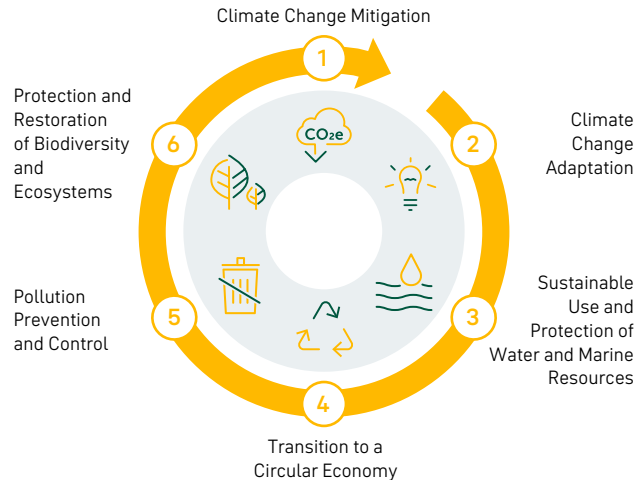 Climate Change Mitigation
1
CO2e
2
Climate
Change
Adaptation
3
Sustainable
Use and
Protection of
Water and Marine
Resources
4
Transition to a
Circular Economy
5
Pollution
Prevention
and Control
6
Protection and
Restoration
of Biodiversity
and
Ecosystems